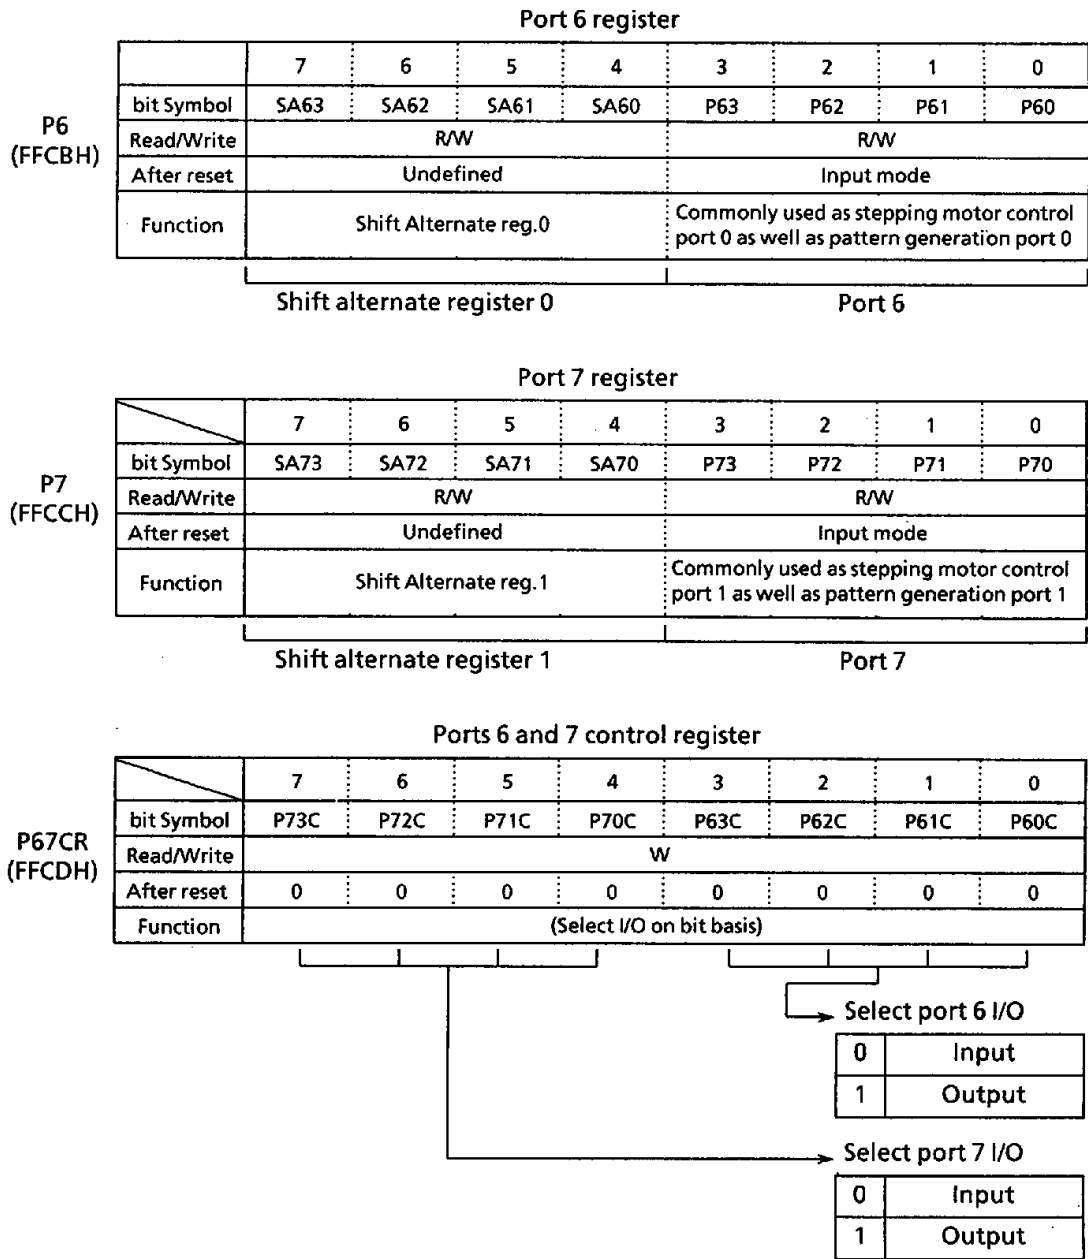 Port 6 register
7 6 5 4 3 2 1 0
bit Symbol SA63 SA62 SA61 SA60 P63 P62 P61 P60
P6
(FFCBH)
Read/Write R/W R/W
After reset Undefined Input mode
Function Shift Alternate reg.0 Commonly used as stepping motor control
port 0 as well as pattern generation port 0
Shift alternate register 0 Port 6
Port 7 register
7 6 5 4 3 2 1 0
bit Symbol SA73 SA72 SA71 SA70 P73 P72 P71 P70
P7
(FFCCH)
Read/Write R/W R/W
After reset Undefined Input mode
Function Shift Alternate reg.1 Commonly used as stepping motor control
port 1 as well as pattern generation port 1
Shift alternate register 1 Port 7
Ports 6 and 7 control register
7 6 5 4 3 2 1 0
bit Symbol P73C P72C P71C P70C P63C P62C P61C P60C
P67CR
(FFCDH)
Read/Write W
After reset 0 0 0 0 0 0 0 0
Function (Select I/O on bit basis)
Select port 6 I/O
0 Input
1 Output
Select port 7 I/O
0 Input
1 Output